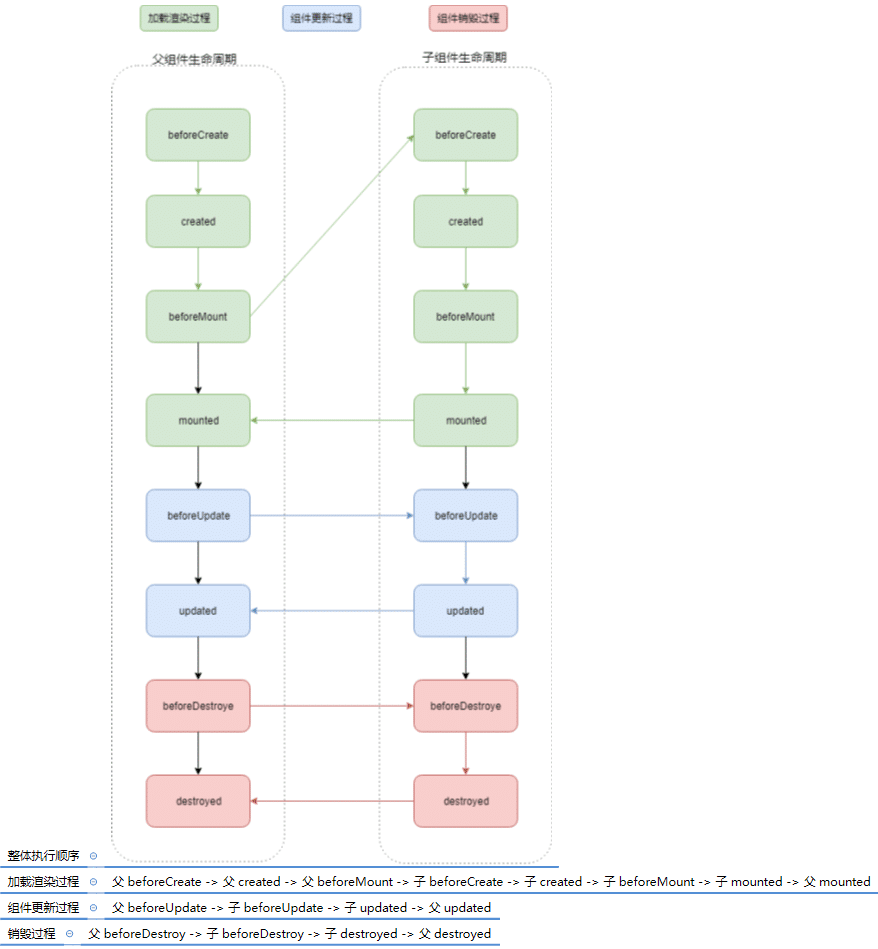 加载渲染过程 组件更新过程 组件销毁过程
父组件生命周期 子组件生命周期
beforeCreate beforeCreate
created created
beforeMount beforeMount
mounted mounted
beforeUpdate beforeUpdate
updated updated
beforeDestroye beforeDestroye
destroyed destroyed
整体执行顺序
加载渲染过程 父 beforeCreate -> 父 created -> 父 beforeMount -> 子 beforeCreate -> 子 created -> 子 beforeMount -> 子 mounted -> 父 mounted
组件更新过程 父 beforeUpdate -> 子 beforeUpdate -> 子 updated -> 父 updated
销毁过程 父 beforeDestroy -> 子 beforeDestroy -> 子 destroyed -> 父 destroyed